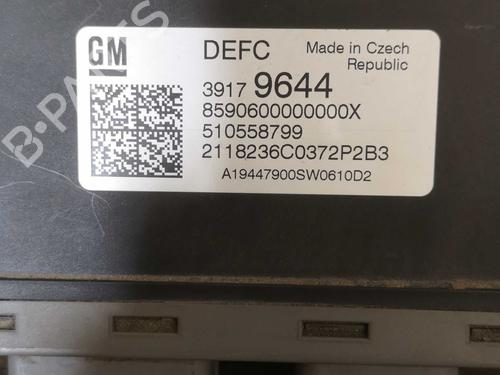 GM
DEFC
Made in Czech
Republic
3917 9644
8590600000000X
510558799
2118236C0372P2B3
A19447900SW0610D2
B-PARTS